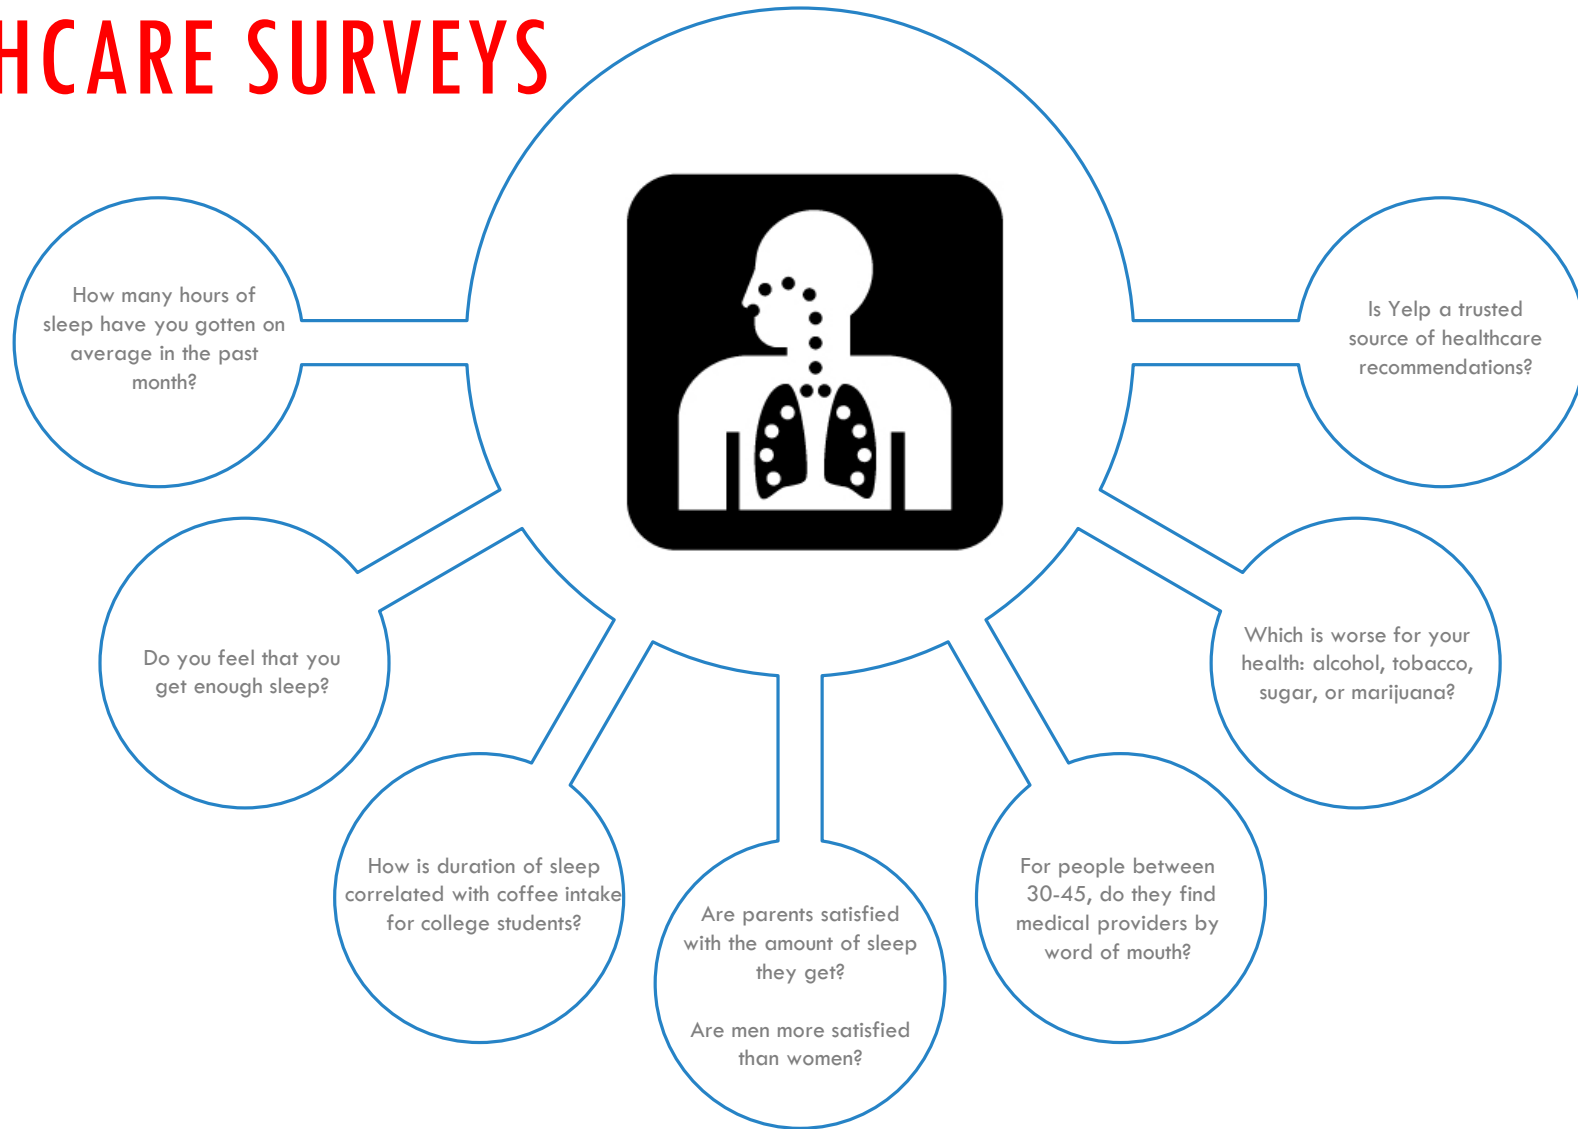 HCARE SURVEYS
How many hours of
sleep have you gotten on
average in the past
month?
Do you feel that you
get enough sleep?
How is duration of sleep
correlated with coffee intake
for college students?
Are parents satisfied
with the amount of sleep
they get?
Are men more satisfied
than women?
For people between
30-45, do they find
medical providers by
word of mouth?
Which is worse for your
health: alcohol, tobacco,
sugar, or marijuana?
Is Yelp a trusted
source of healthcare
recommendations?